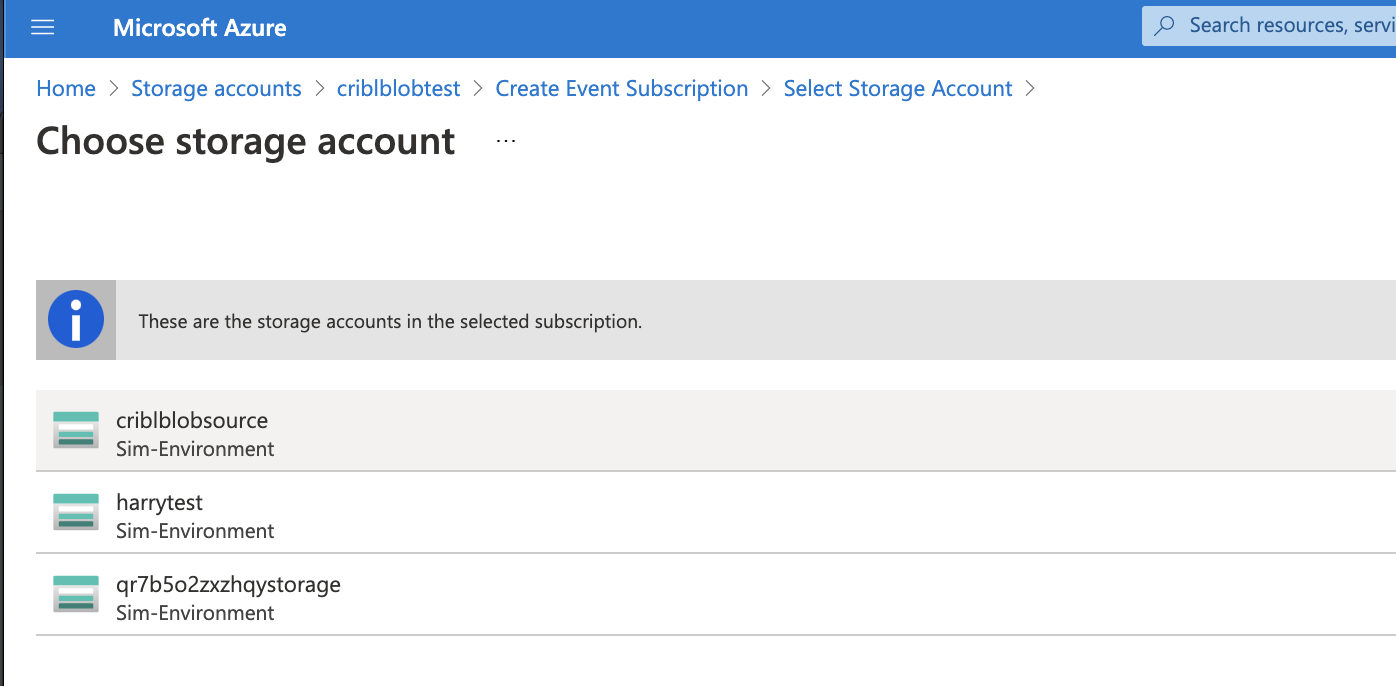 Microsoft Azure
Search resources, servi
Home > Storage accounts > criblblobtest > Create Event Subscription > Select Storage Account >
Choose storage account ...
These are the storage accounts in the selected subscription.
criblblobsource
Sim-Environment
harrytest
Sim-Environment
qr7b5o2zxzhqystorage
Sim-Environment